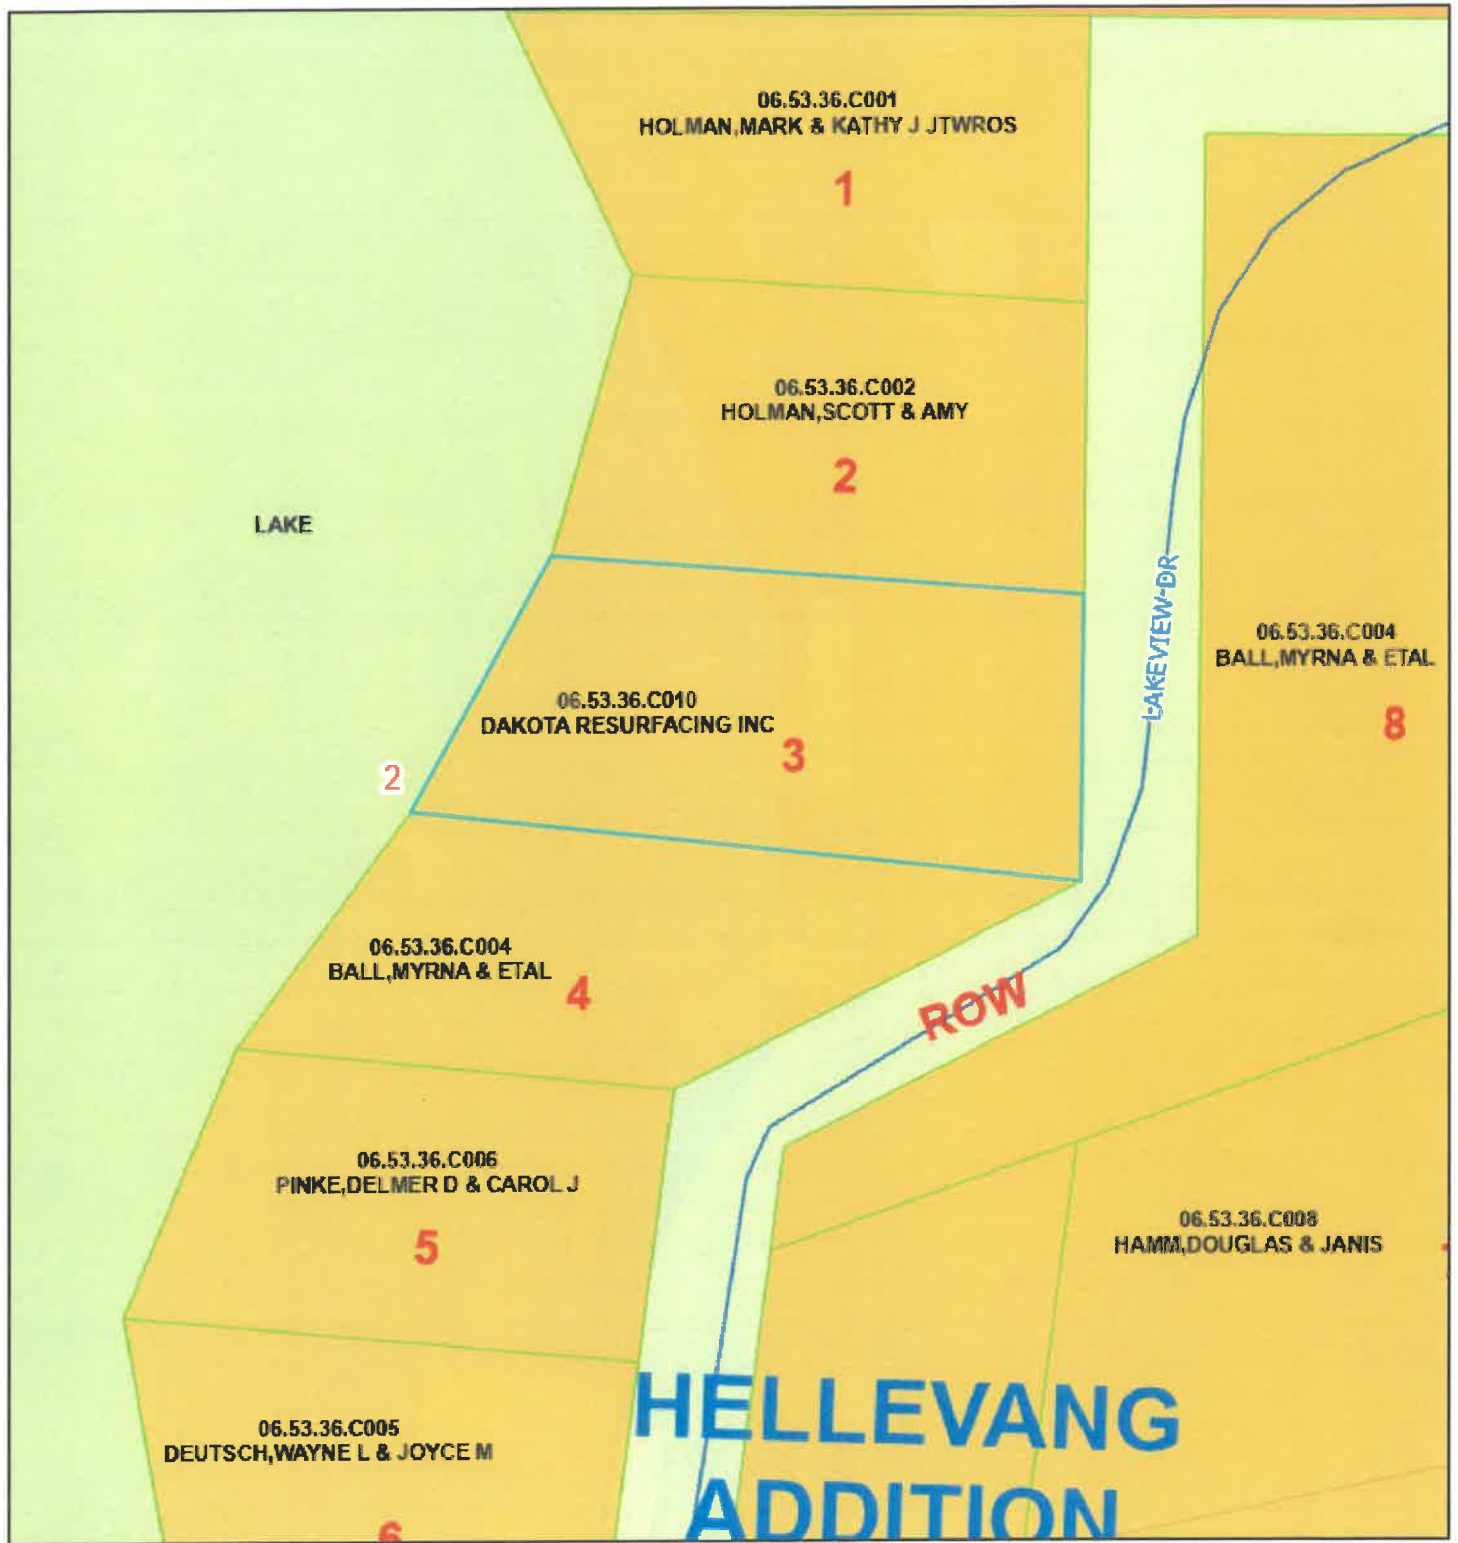 06.53.36.C001
HOLMAN,MARK & KATHY J JTWROS
1
06.53.36.C002
HOLMAN,SCOTT & AMY
2
LAKE
LAKEVIEW DR
06.53.36.C004
BALL,MYRNA & ETAL
8
06.53.36.C010
DAKOTA RESURFACING INC
3
2
06.53.36.C004
BALL,MYRNA & ETAL
4
ROW
06.53.36.C006
PINKE,DELMER D & CAROL J
5
06.53.36.C008
HAMM,DOUGLAS & JANIS
HELLEVANG
ADDITION
06.53.36.C005
DEUTSCH,WAYNE L & JOYCE M
6